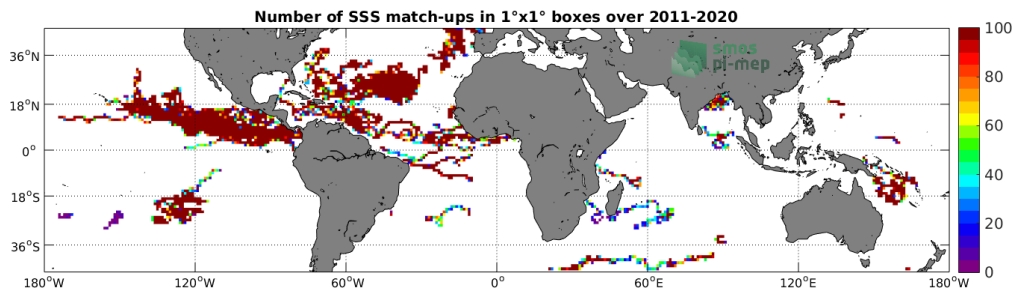 Number of SSS match-ups in 1°x1° boxes over 2011-2020
smos
pi-mep
36°N
18°N
0°
18°S
36°S
180°W
120°W
60°W
0°
60°E
120°E
180°W
100
80
60
40
20
0